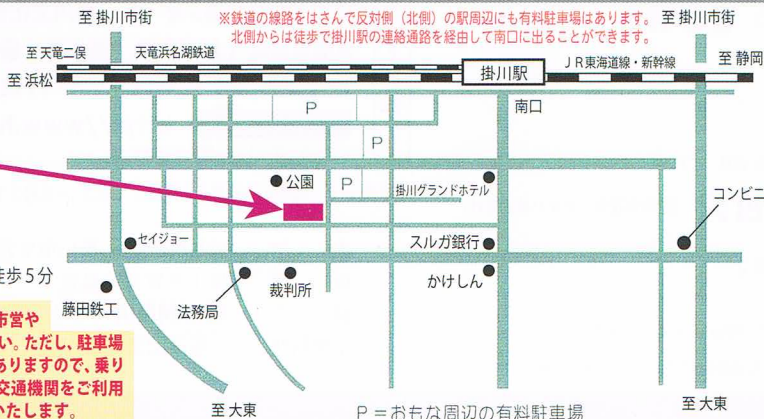 至 掛川市街
※鉄道の線路をはさんで反対側（北側）の駅周辺にも有料駐車場はあります。
北側からは徒歩で掛川駅の連絡通路を経由して南口に出ることができます。
至 掛川市街
至 天竜二俣
天竜浜名湖鉄道
掛川駅
ＪＲ東海道線・新幹線
至 静岡
至 浜松
P
南口
P
公園
P
掛川グランドホテル
コンビニ
セイジョー
スルガ銀行
徒歩５分
藤田鉄工
法務局
裁判所
かけしん
市営や
い。ただし、駐車場
ありますので、乗り
交通機関をご利用
いたします。
至 大東
P＝おもな周辺の有料駐車場
至 大東